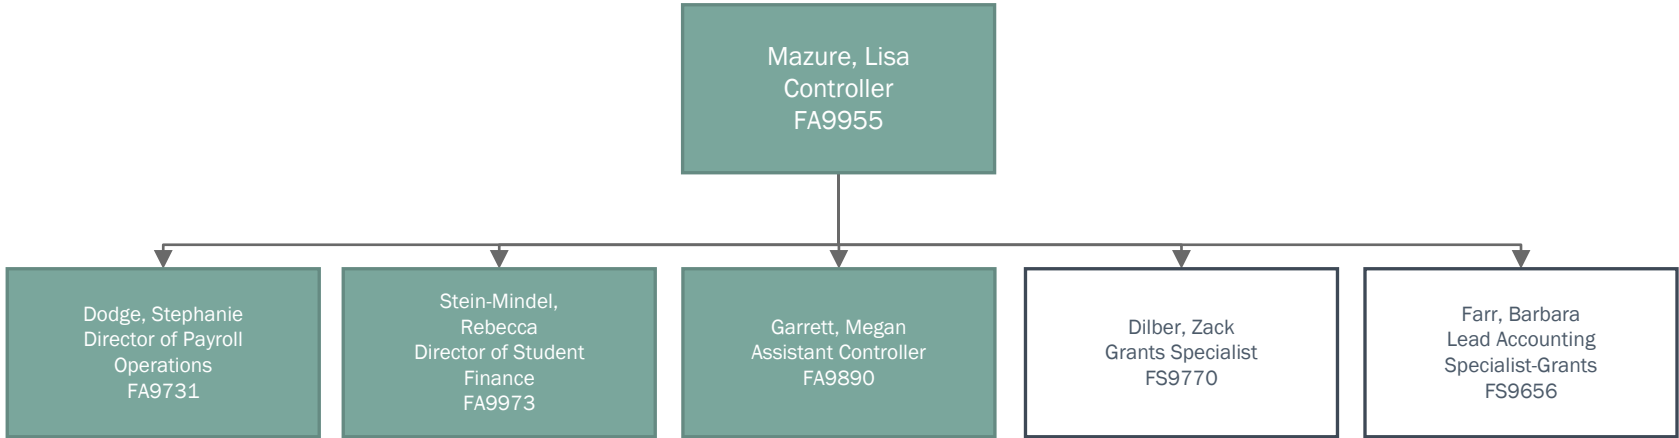 Mazure, Lisa
Controller
FA9955
Dodge, Stephanie
Director of Payroll
Operations
FA9731
Stein-Mindel,
Rebecca
Director of Student
Finance
FA9973
Garrett, Megan
Assistant Controller
FA9890
Dilber, Zack
Grants Specialist
FS9770
Farr, Barbara
Lead Accounting
Specialist-Grants
FS9656